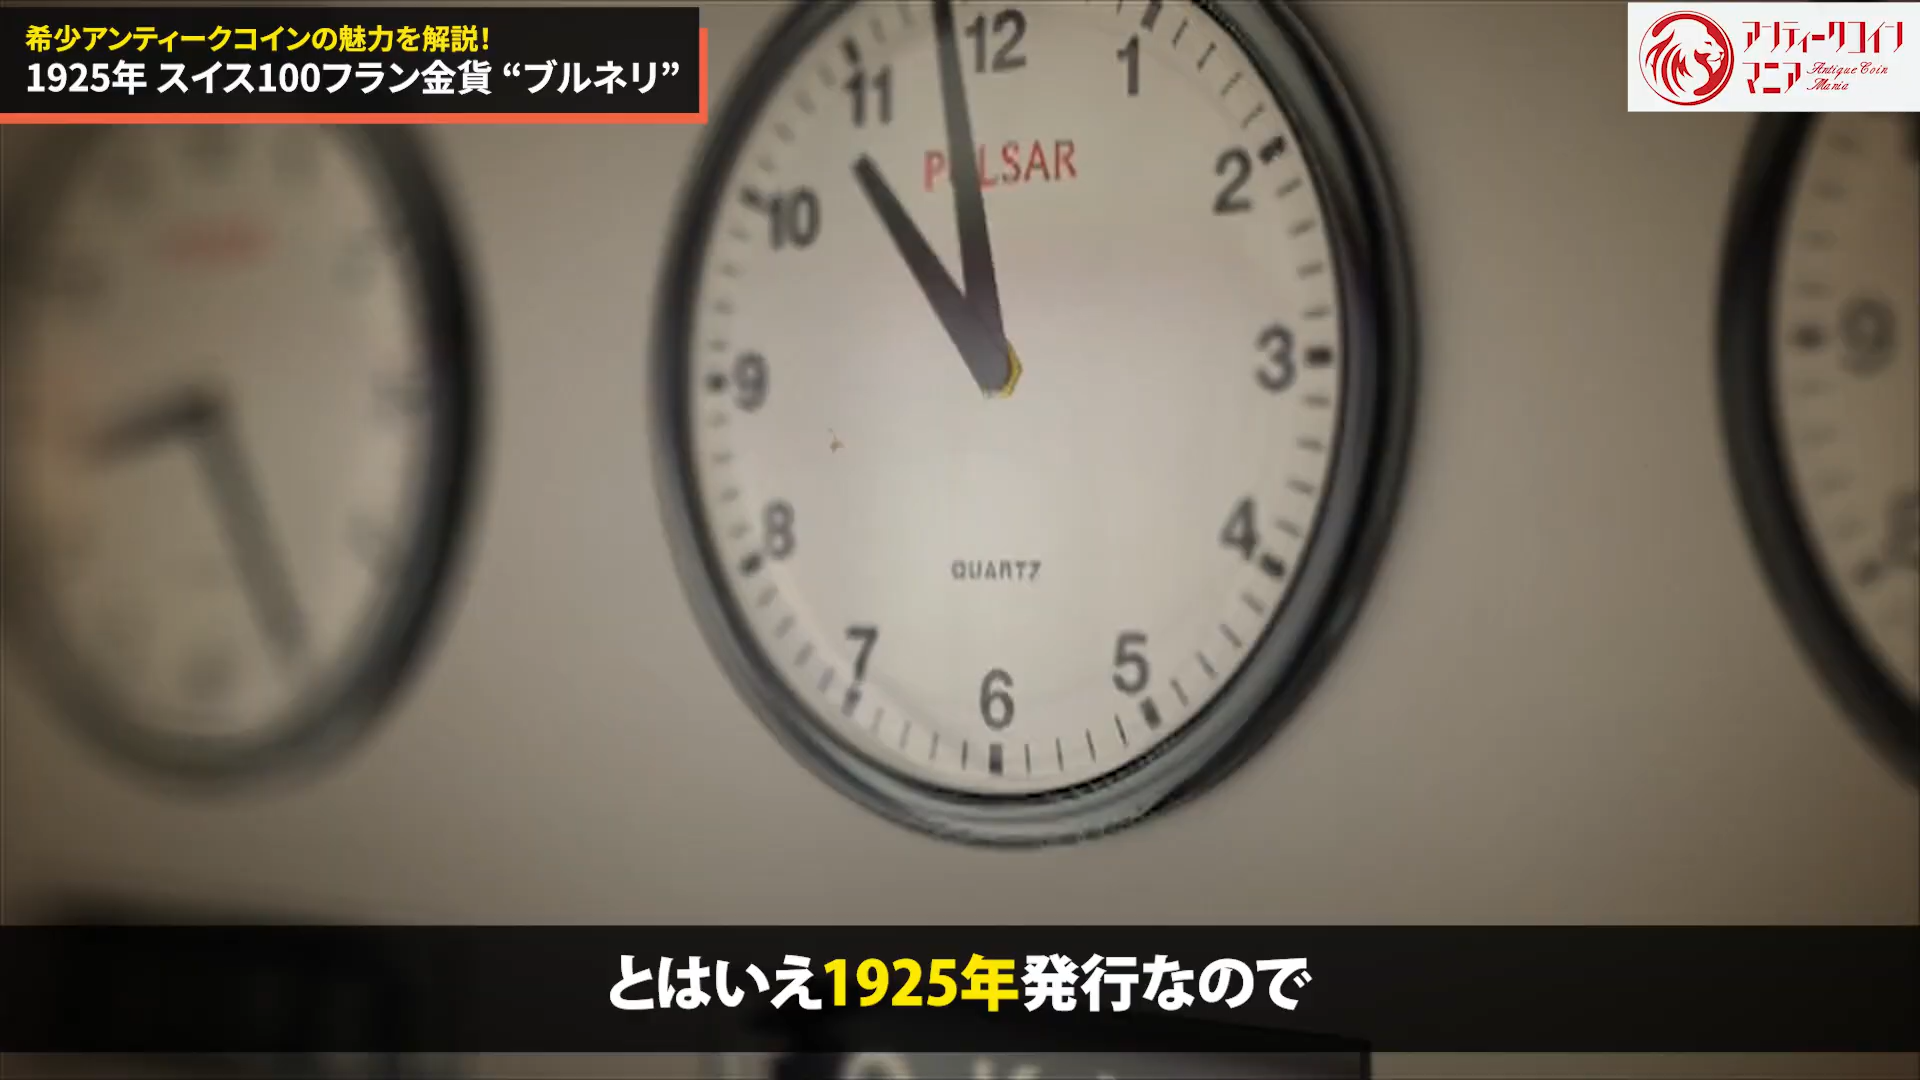 希少アンティークコインの魅力を解説!
1925年 スイス100フラン金貨 “ブルネリ”
アンティークコイン
マニア
Antique Coin
Mania
12
1
11
PULSAR
2
10
3
9
9
8
4
QUARTZ
7
5
6
とはいえ1925年発行なので